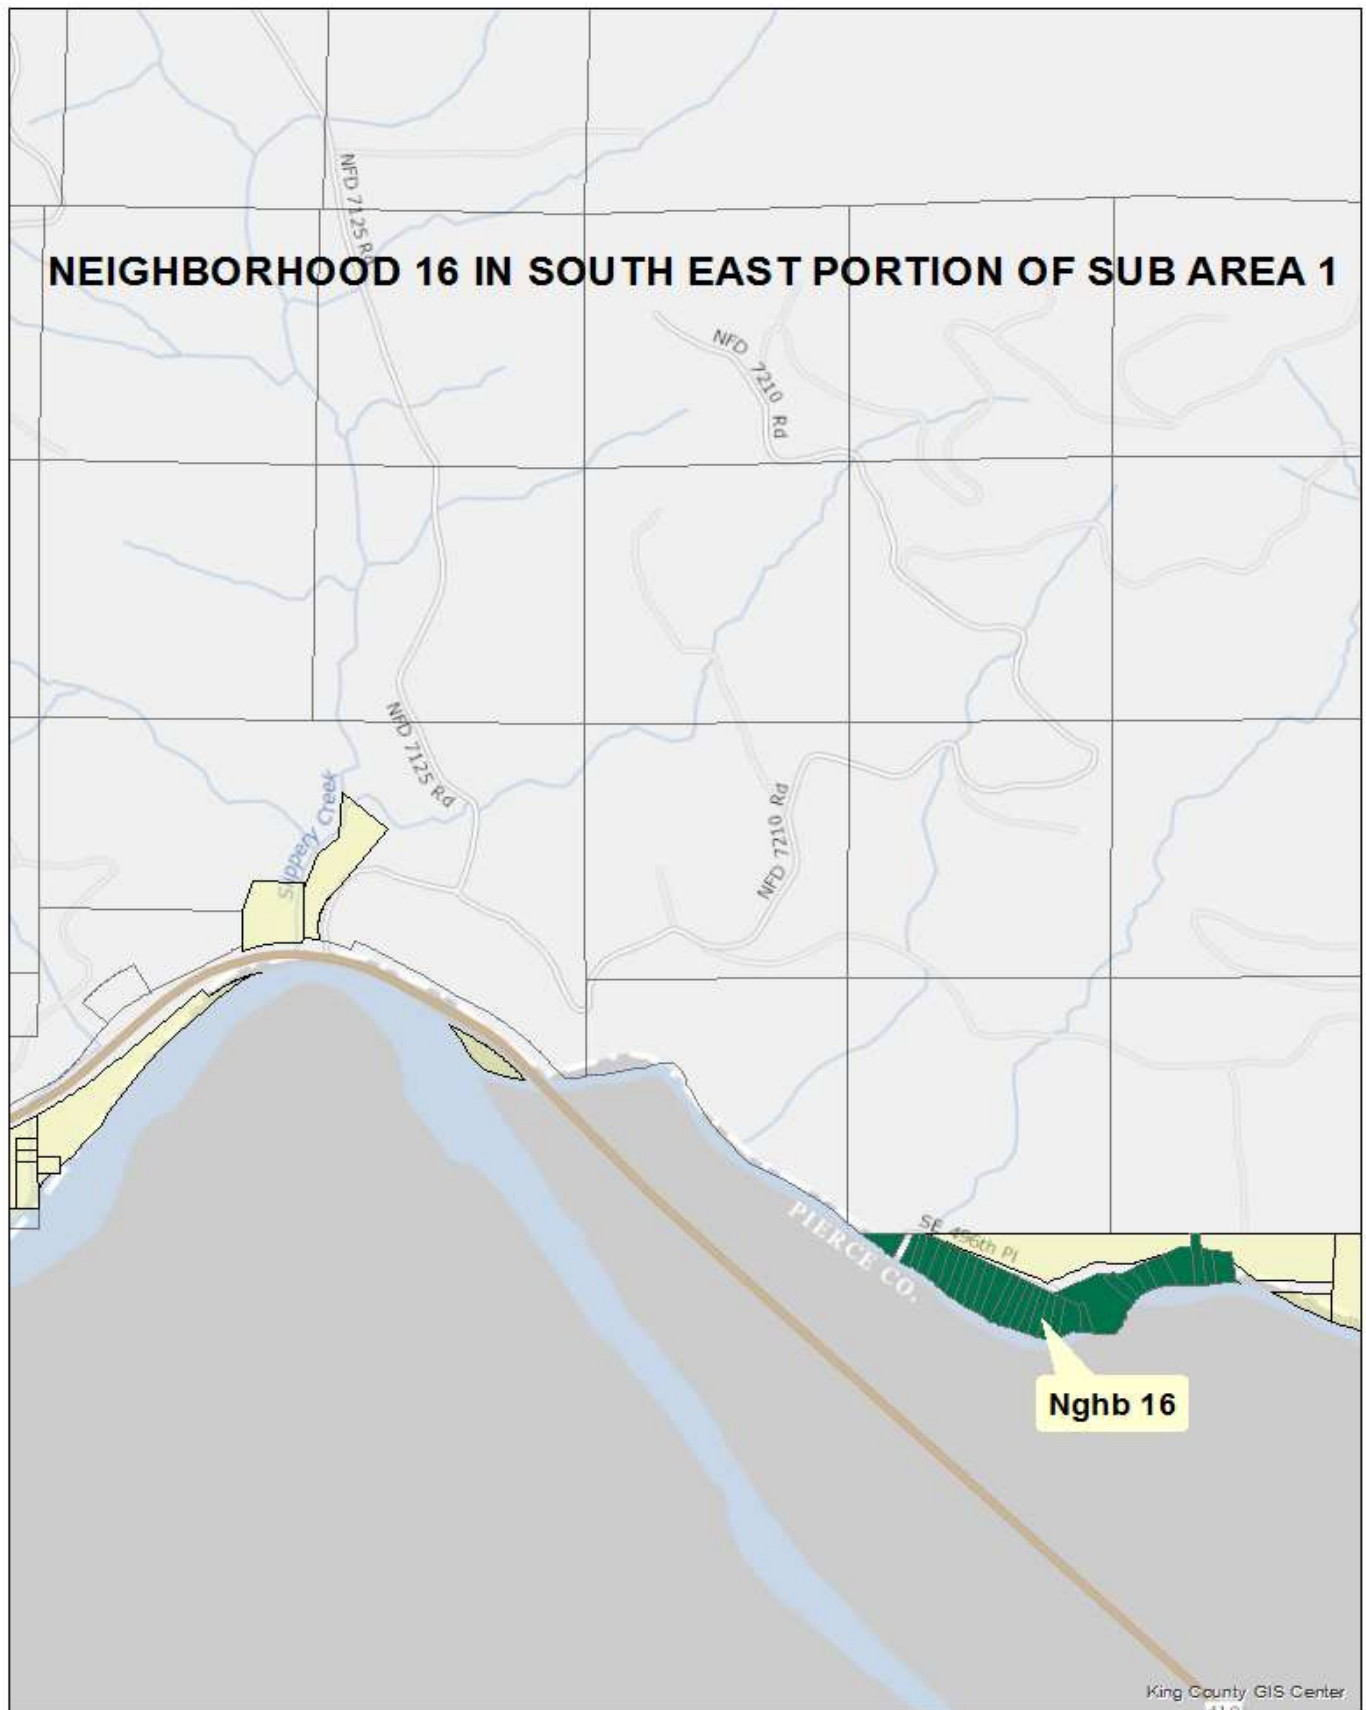 NFD 7125 Rd
NEIGHBORHOOD 16 IN SOUTH EAST PORTION OF SUB AREA 1
NFD 7210 Rd
NFD 7125 Rd
Slippery Creek
NFD 7210 Rd
SE 496th Pl
PIERCE CO.
Nghb 16
King County GIS Center